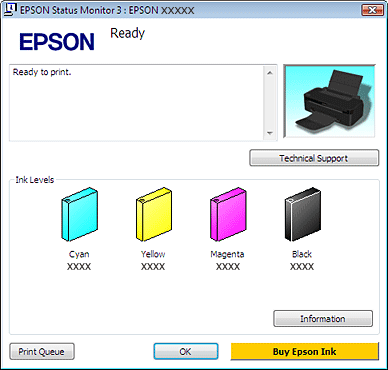 EPSON Status Monitor 3 : EPSON XXXXX
EPSON
Ready
Ready to print.
Technical Support
Ink Levels
Cyan Yellow Magenta Black
XXXX XXXX XXXX XXXX
Information
Print Queue OK Buy Epson Ink